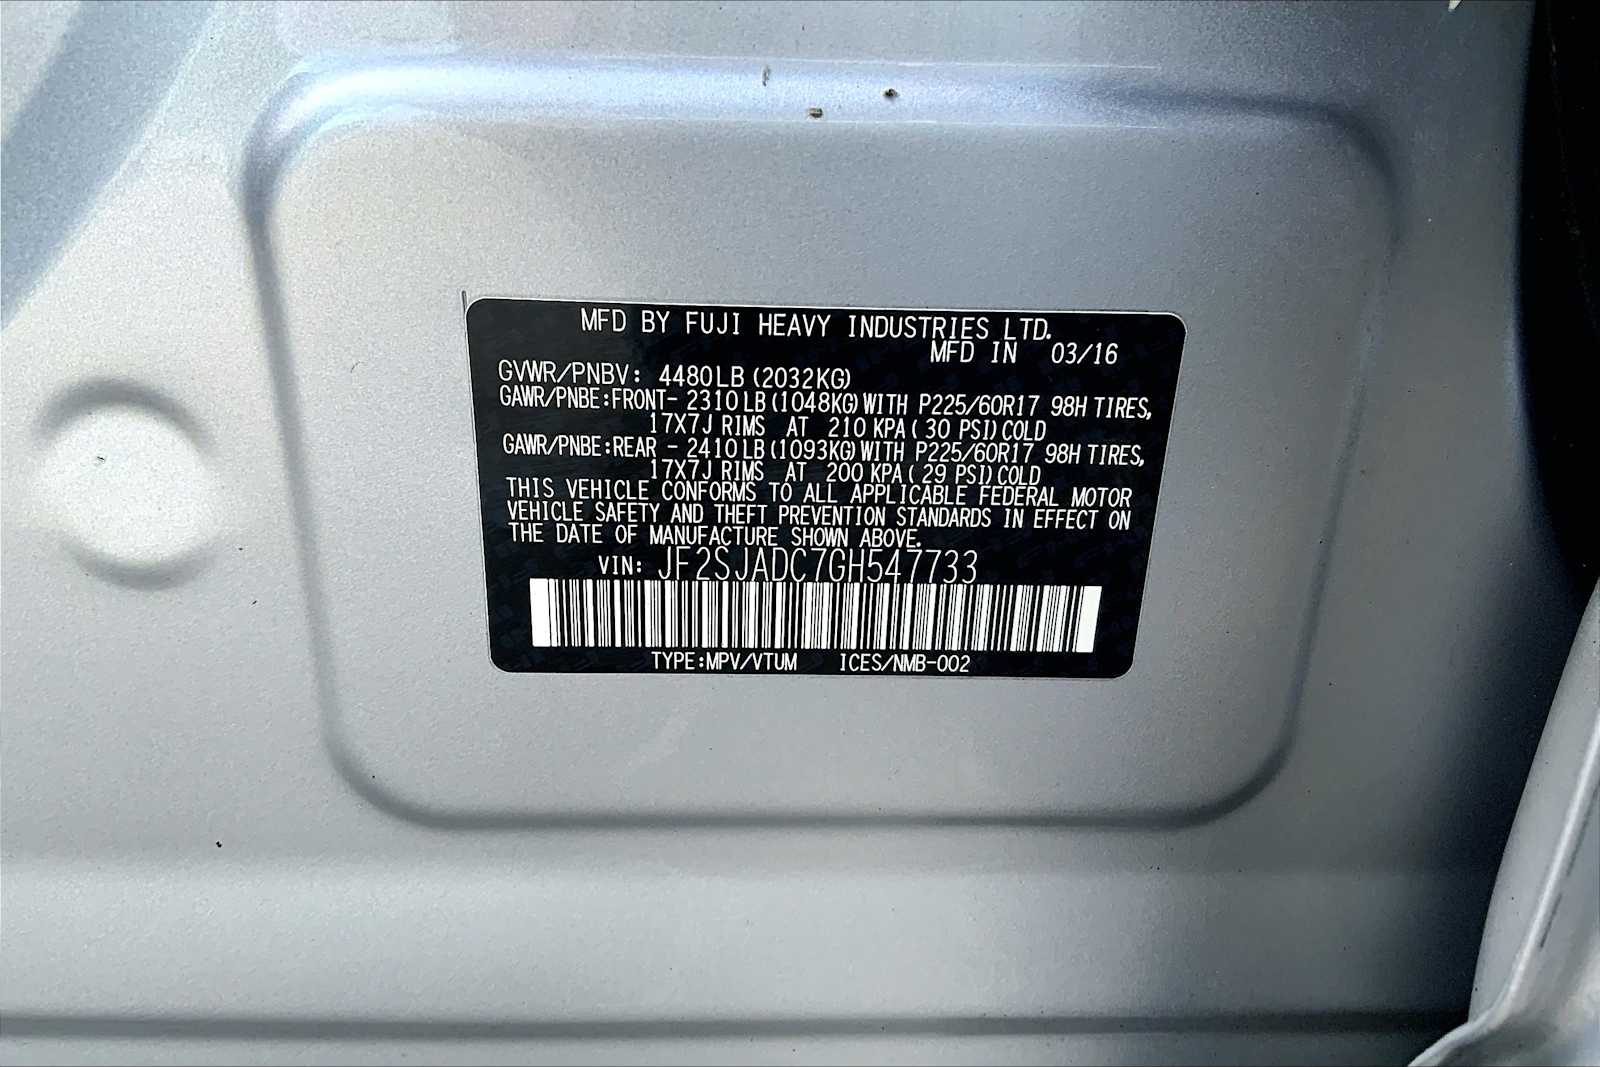 MFD BY FUJI HEAVY INDUSTRIES LTD.
MFD IN 03/16
GVWR/PNBV: 4480LB (2032KG)
GAWR/PNBE:FRONT- 2310LB (1048KG) WITH P225/60R17 98H TIRES,
17X7J RIMS AT 210 KPA ( 30 PSI) COLD
GAWR/PNBE:REAR - 2410LB (1093KG) WITH P225/60R17 98H TIRES,
17X7J RIMS AT 200 KPA ( 29 PSI) COLD
THIS VEHICLE CONFORMS TO ALL APPLICABLE FEDERAL MOTOR
VEHICLE SAFETY AND THEFT PREVENTION STANDARDS IN EFFECT ON
THE DATE OF MANUFACTURE SHOWN ABOVE.
VIN: JF2SJADC7GH547733
TYPE:MPV/VTUM ICES/NMB-002